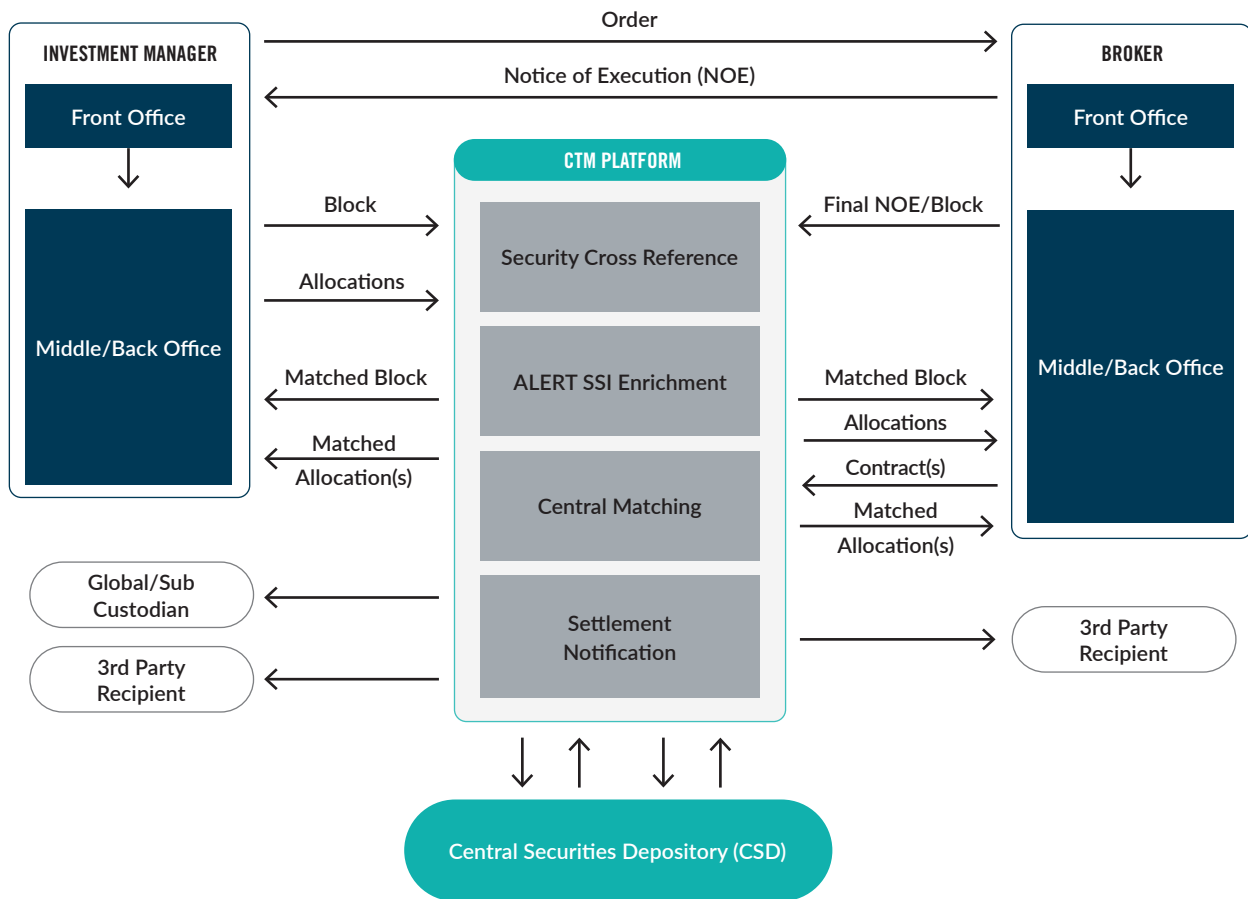 Order
INVESTMENT MANAGER
BROKER
Notice of Execution (NOE)
Front Office
Front Office
CTM PLATFORM
Block
Final NOE/Block
Security Cross Reference
Allocations
Middle/Back Office
Middle/Back Office
Matched Block
ALERT SSI Enrichment
Matched Block
Allocations
Matched
Allocation(s)
Contract(s)
Central Matching
Matched
Allocation(s)
Global/Sub
Custodian
Settlement
Notification
3rd Party
Recipient
3rd Party
Recipient
Central Securities Depository (CSD)